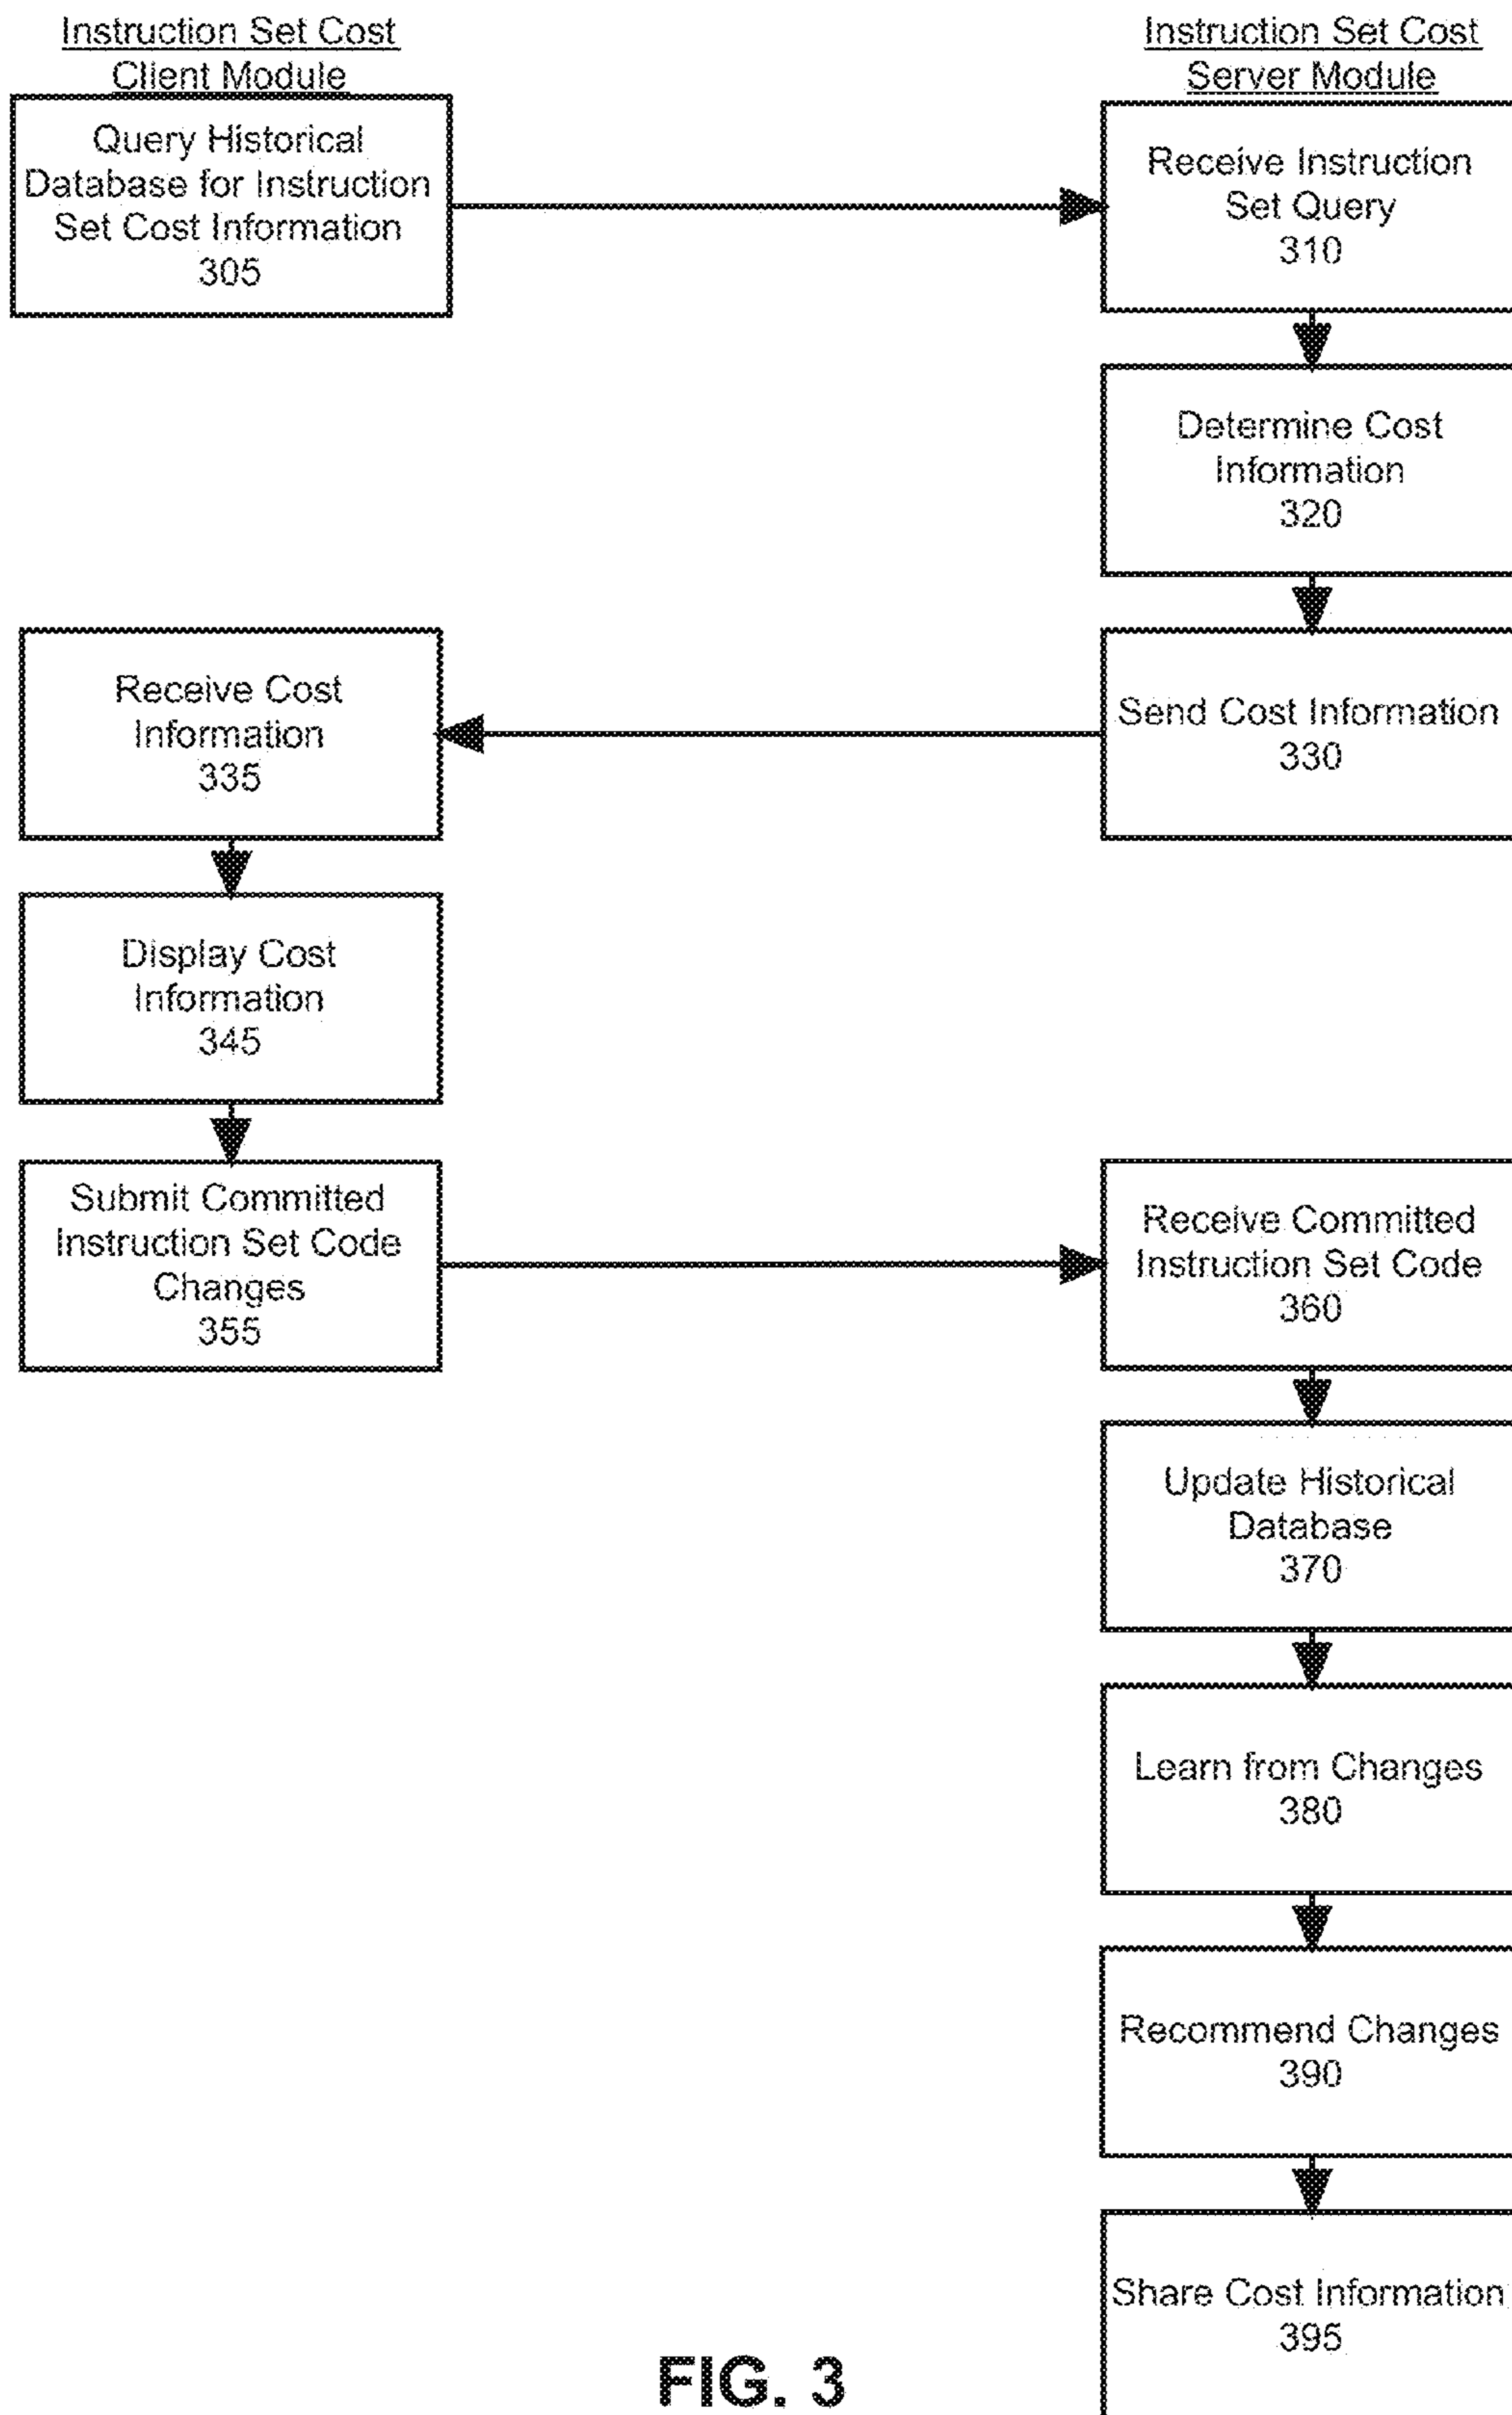 Instruction Set Cost
Client Module
Instruction Set Cost
Server Module
Query Historical
Database for Instruction
Set Cost Information
305
Receive Instruction
Set Query
310
Determine Cost
Information
320
Send Cost Information
330
Receive Cost
Information
335
Display Cost
Information
345
Submit Committed
Instruction Set Code
Changes
355
Receive Committed
Instruction Set Code
360
Update Historical
Database
370
Learn from Changes
380
Recommend Changes
390
Share Cost Information
395
FIG. 3